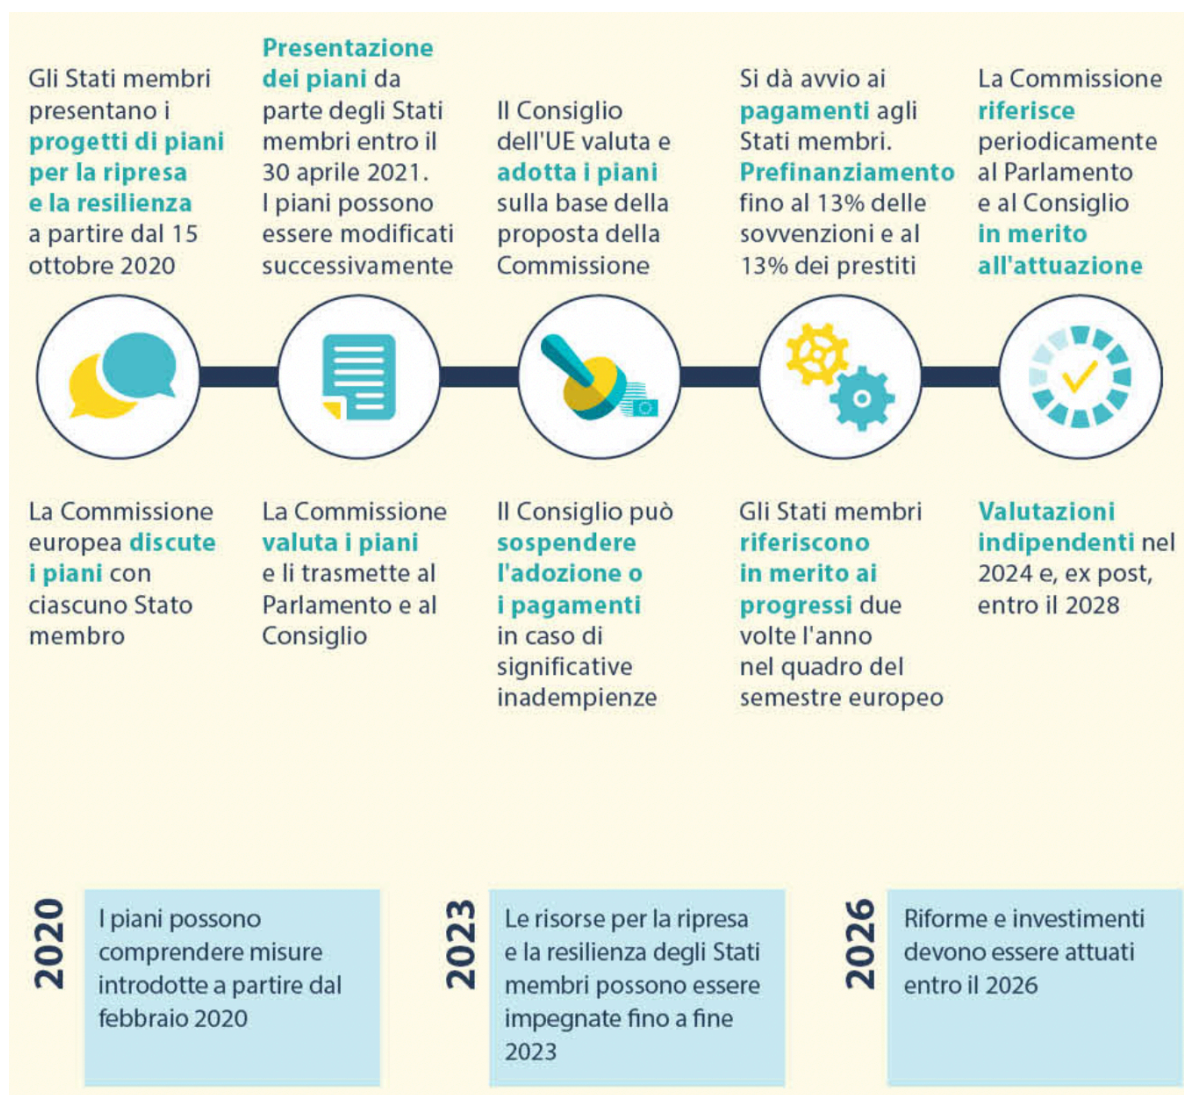 Gli Stati membri
presentano i
progetti di piani
per la ripresa
e la resilienza
a partire dal 15
ottobre 2020
Presentazione
dei piani da
parte degli Stati
membri entro il
30 aprile 2021.
I piani possono
essere modificati
successivamente
Il Consiglio
dell'UE valuta e
adotta i piani
sulla base della
proposta della
Commissione
Si dà avvio ai
pagamenti agli
Stati membri.
Prefinanziamento
fino al 13% delle
sovvenzioni e al
13% dei prestiti
La Commissione
riferisce
periodicamente
al Parlamento
e al Consiglio
in merito
all'attuazione
La Commissione
europea discute
i piani con
ciascuno Stato
membro
La Commissione
valuta i piani
e li trasmette al
Parlamento e al
Consiglio
Il Consiglio può
sospendere
l'adozione o
i pagamenti
in caso di
significative
inadempienze
Gli Stati membri
riferiscono
in merito ai
progressi due
volte l'anno
nel quadro del
semestre europeo
Valutazioni
indipendenti nel
2024 e, ex post,
entro il 2028
2020
I piani possono
comprendere misure
introdotte a partire dal
febbraio 2020
2023
Le risorse per la ripresa
e la resilienza degli Stati
membri possono essere
impegnate fino a fine
2023
2026
Riforme e investimenti
devono essere attuati
entro il 2026